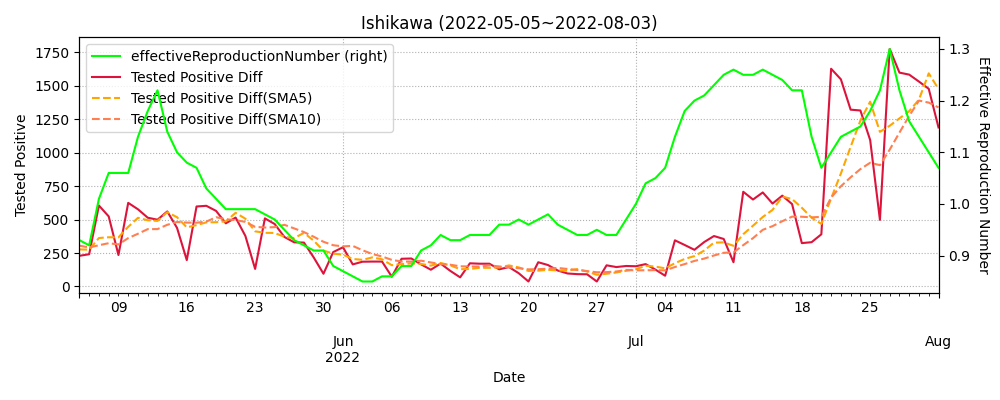 Ishikawa (2022-05-05~2022-08-03)
effectiveReproductionNumber (right)
Tested Positive Diff
Tested Positive Diff(SMA5)
Tested Positive Diff(SMA10)
Tested Positive
1750
1500
1250
1000
750
500
250
0
Effective Reproduction Number
1.3
1.2
1.1
1.0
0.9
09 16 23 30 06 13 20 27 04 11 18 25
Jun Jul Aug
2022
Date